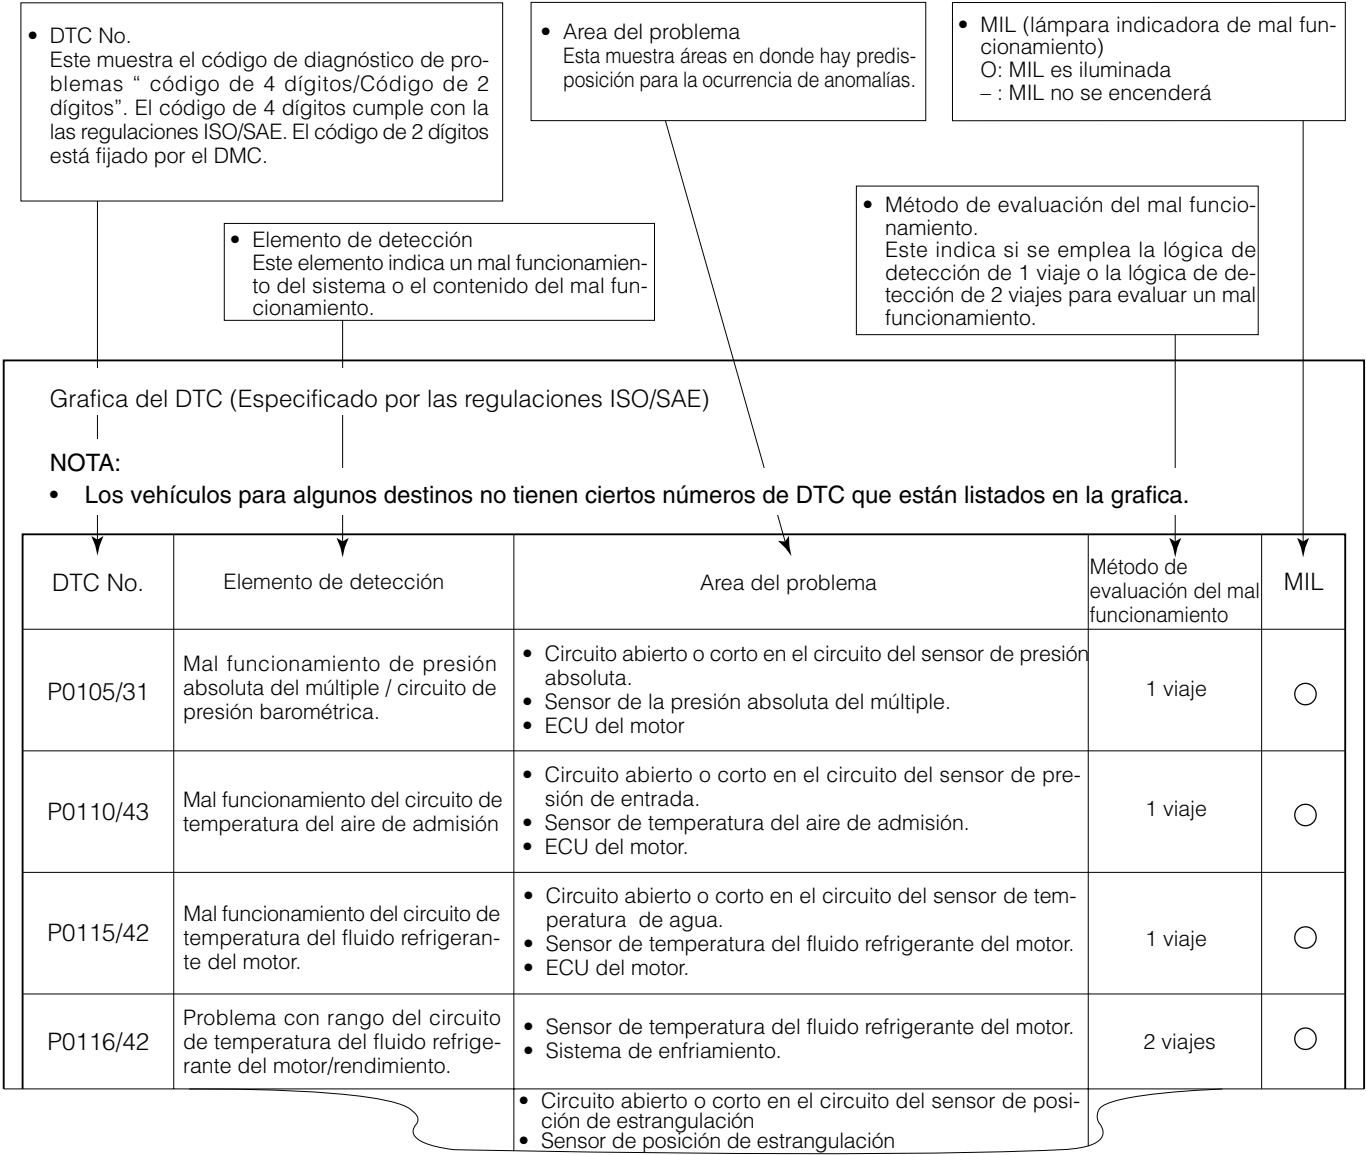 • DTC No.
Este muestra el código de diagnóstico de pro-
blemas “ código de 4 dígitos/Código de 2
dígitos”. El código de 4 dígitos cumple con la
las regulaciones ISO/SAE. El código de 2 dígitos
está fijado por el DMC.
• Area del problema
Esta muestra áreas en donde hay predis-
posición para la ocurrencia de anomalías.
• MIL (lámpara indicadora de mal fun-
cionamiento)
O: MIL es iluminada
– : MIL no se encenderá
• Elemento de detección
Este elemento indica un mal funcionamien-
to del sistema o el contenido del mal fun-
cionamiento.
• Método de evaluación del mal funcio-
namiento.
Este indica si se emplea la lógica de
detección de 1 viaje o la lógica de de-
tección de 2 viajes para evaluar un mal
funcionamiento.
Grafica del DTC (Especificado por las regulaciones ISO/SAE)
NOTA:
• Los vehículos para algunos destinos no tienen ciertos números de DTC que están listados en la grafica.
DTC No.
Elemento de detección
Area del problema
Método de
evaluación del mal
funcionamiento
MIL
P0105/31
Mal funcionamiento de presión
absoluta del múltiple / circuito de
presión barométrica.
• Circuito abierto o corto en el circuito del sensor de presión
absoluta.
• Sensor de la presión absoluta del múltiple.
• ECU del motor
1 viaje
○
P0110/43
Mal funcionamiento del circuito de
temperatura del aire de admisión
• Circuito abierto o corto en el circuito del sensor de pre-
sión de entrada.
• Sensor de temperatura del aire de admisión.
• ECU del motor.
1 viaje
○
P0115/42
Mal funcionamiento del circuito de
temperatura del fluido refrigeran-
te del motor.
• Circuito abierto o corto en el circuito del sensor de tem-
peratura de agua.
• Sensor de temperatura del fluido refrigerante del motor.
• ECU del motor.
1 viaje
○
P0116/42
Problema con rango del circuito
de temperatura del fluido refrige-
rante del motor/rendimiento.
• Sensor de temperatura del fluido refrigerante del motor.
• Sistema de enfriamiento.
2 viajes
○
• Circuito abierto o corto en el circuito del sensor de posi-
ción de estrangulación
• Sensor de posición de estrangulación